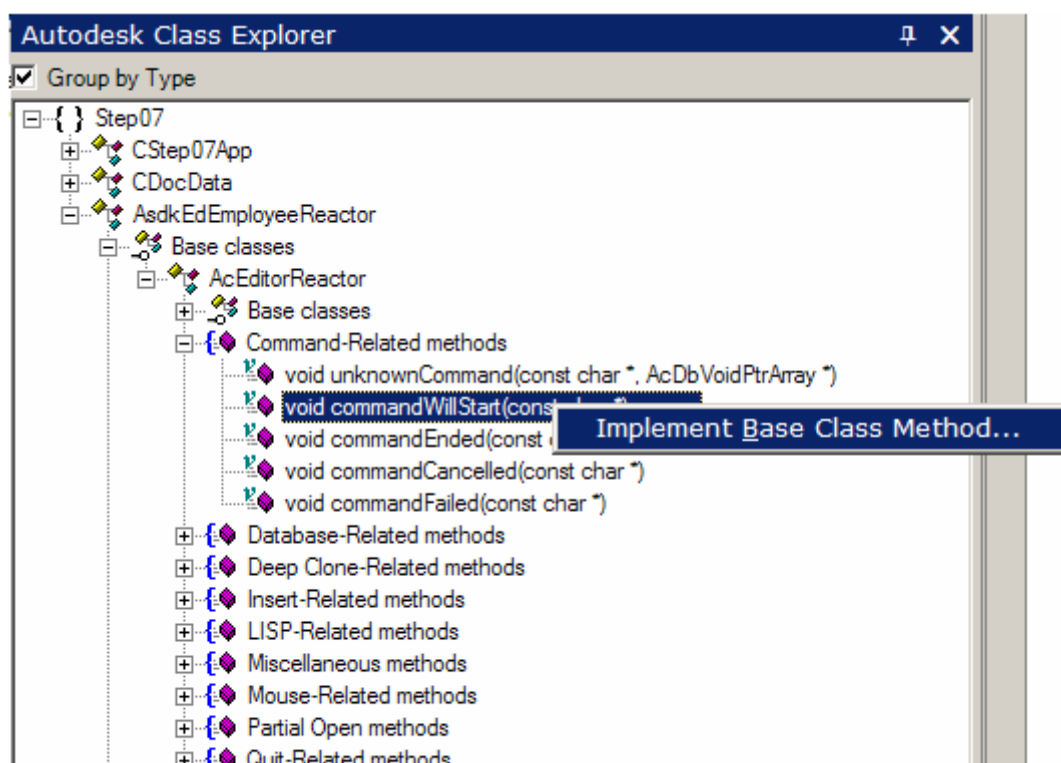 Autodesk Class Explorer
Group by Type
{ } Step07
CStep07App
CDocData
AsdkEdEmployeeReactor
Base classes
AcEditorReactor
Base classes
Command-Related methods
void unknownCommand(const char *, AcDbVoidPtrArray *)
void commandWillStart(const char *)
Implement Base Class Method...
void commandEnded(const
void commandCancelled(const char *)
void commandFailed(const char *)
Database-Related methods
Deep Clone-Related methods
Insert-Related methods
LISP-Related methods
Miscellaneous methods
Mouse-Related methods
Partial Open methods
Quit-Related methods